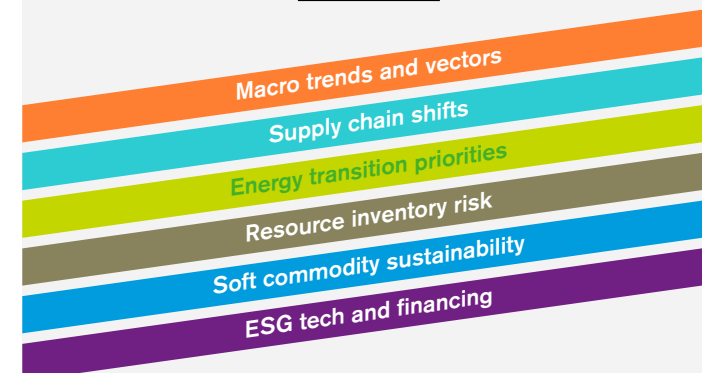 Macro trends and vectors
Supply chain shifts
Energy transition priorities
Resource inventory risk
Soft commodity sustainability
ESG tech and financing